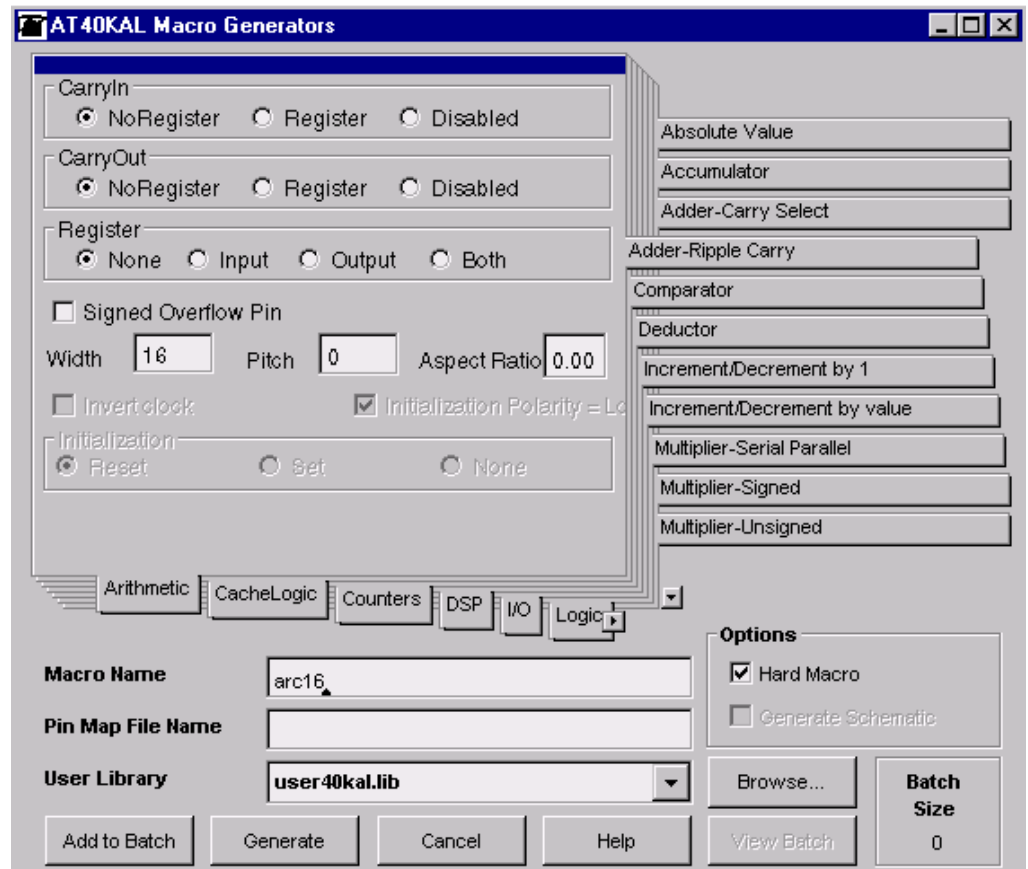 AT40KAL Macro Generators
CarryIn
NoRegister Register Disabled
CarryOut
NoRegister Register Disabled
Register
None Input Output Both
Signed Overflow Pin
Width 16 Pitch 0 Aspect Ratio 0.00
Invert clock Initialization Polarity = Lo
Initialization
Reset Set None
Absolute Value
Accumulator
Adder-Carry Select
Adder-Ripple Carry
Comparator
Deductor
Increment/Decrement by 1
Increment/Decrement by value
Multiplier-Serial Parallel
Multiplier-Signed
Multiplier-Unsigned
Arithmetic CacheLogic Counters DSP I/O Logic
Macro Name arc16
Pin Map File Name
User Library user40kal.lib
Options
Hard Macro
Generate Schematic
Browse...
Batch Size
0
Add to Batch Generate Cancel Help View Batch